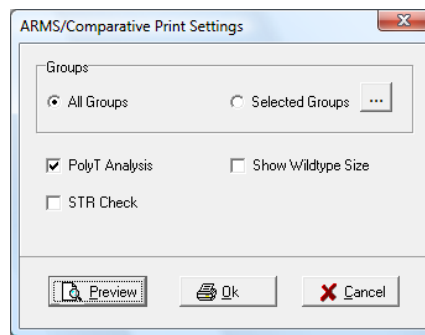 ARMS/Comparative Print Settings
Groups
All Groups Selected Groups ...
PolyT Analysis Show Wildtype Size
STR Check
Preview Ok Cancel